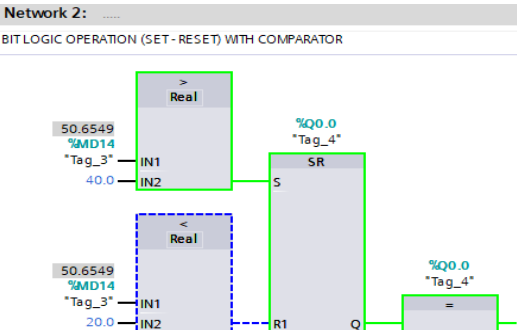 Network 2: .....
BIT LOGIC OPERATION (SET - RESET) WITH COMPARATOR
>
Real
50.6549
%MD14
"Tag_3"
IN1
40.0
IN2
%Q0.0
"Tag_4"
SR
S
<
Real
50.6549
%MD14
"Tag_3"
IN1
20.0
IN2
R1
Q
%Q0.0
"Tag_4"
=